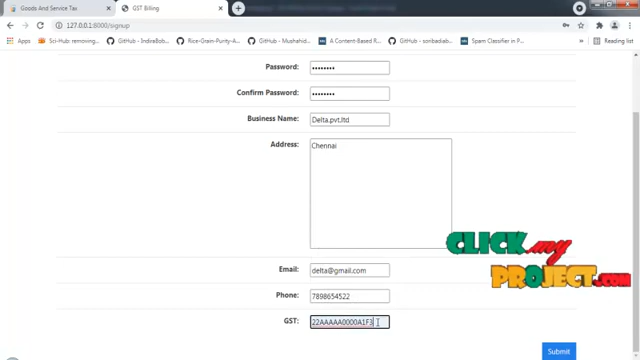 Goods And Service Tax
GST Billing
127.0.0.1:8000/signup
Apps
Sci-Hub removing...
GitHub - IndraBob...
Rice-Grain-Purity-A...
GitHub - Mushahid...
A Content-Based R...
GitHub - soribadiab...
Spam Classifier in P...
Reading list
Password:
••••••••
Confirm Password:
••••••••
Business Name: Delta.pvt.ltd
Address: Chennai
CLICK my
PROJECT.com
Email: delta@gmail.com
Phone: 7898654522
GST: 22AAAAA0000A1F3
Submit